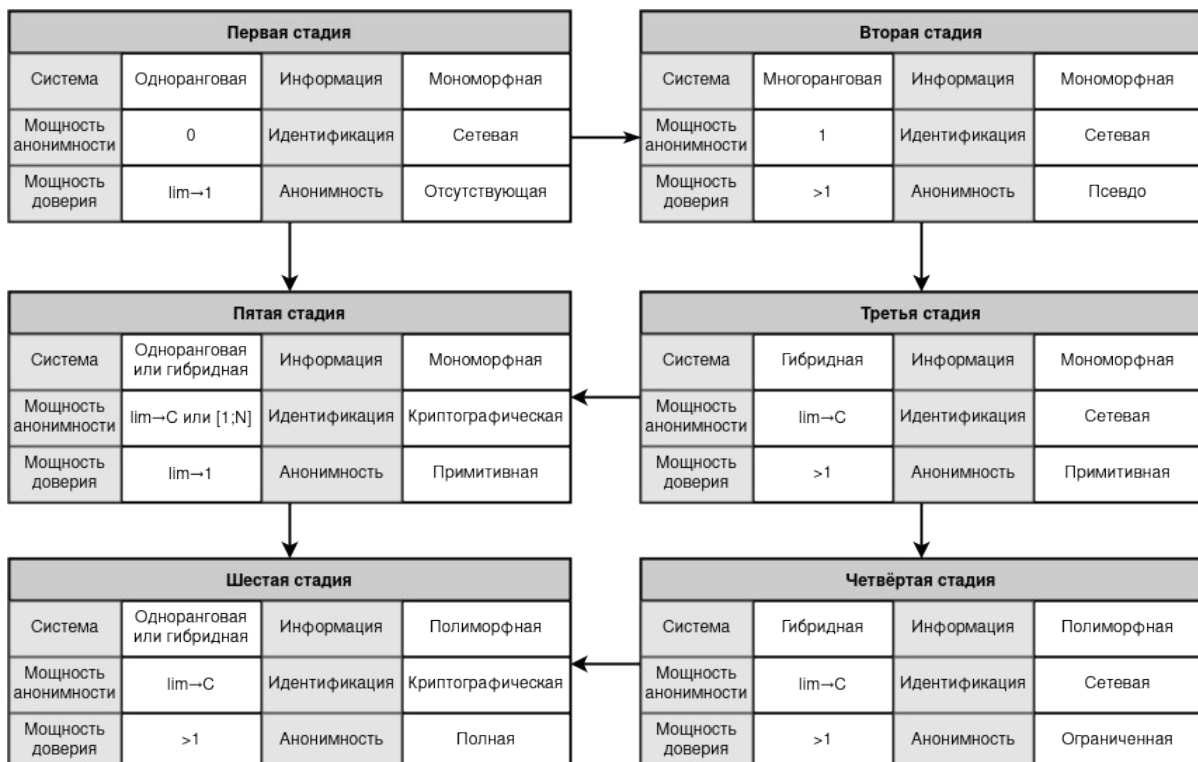 Первая стадия
Система Одноранговая Информация Мономорфная
Мощность анонимности 0 Идентификация Сетевая
Мощность доверия lim→1 Анонимность Отсутствующая
Вторая стадия
Система Многоранговая Информация Мономорфная
Мощность анонимности 1 Идентификация Сетевая
Мощность доверия >1 Анонимность Псевдо
Пятая стадия
Система Одноранговая или гибридная Информация Мономорфная
Мощность анонимности lim→C или [1;N] Идентификация Криптографическая
Мощность доверия lim→1 Анонимность Примитивная
Третья стадия
Система Гибридная Информация Мономорфная
Мощность анонимности lim→C Идентификация Сетевая
Мощность доверия >1 Анонимность Примитивная
Шестая стадия
Система Одноранговая или гибридная Информация Полиморфная
Мощность анонимности lim→C Идентификация Криптографическая
Мощность доверия >1 Анонимность Полная
Четвёртая стадия
Система Гибридная Информация Полиморфная
Мощность анонимности lim→C Идентификация Сетевая
Мощность доверия >1 Анонимность Ограниченная